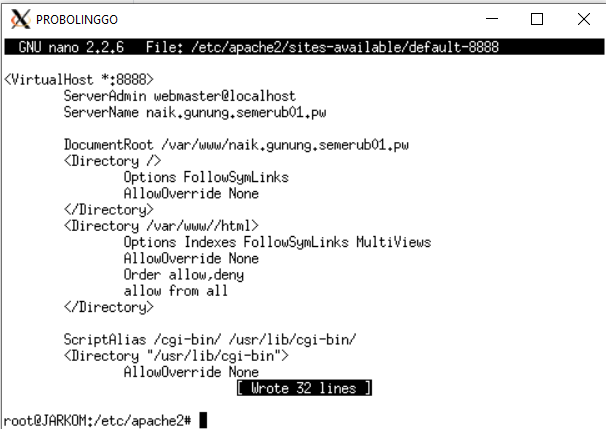 PROBOLINGGO
GNU nano 2.2.6 File: /etc/apache2/sites-available/default-8888
<VirtualHost *:8888>
ServerAdmin webmaster@localhost
ServerName naik.gunung.semerub01.pw
DocumentRoot /var/www/naik.gunung.semerub01.pw
<Directory />
Options FollowSymLinks
AllowOverride None
</Directory>
<Directory /var/www//html>
Options Indexes FollowSymLinks MultiViews
AllowOverride None
Order allow,deny
allow from all
</Directory>
ScriptAlias /cgi-bin/ /usr/lib/cgi-bin/
<Directory "/usr/lib/cgi-bin">
AllowOverride None
[ Wrote 32 lines ]
root@JARKOM:/etc/apache2#